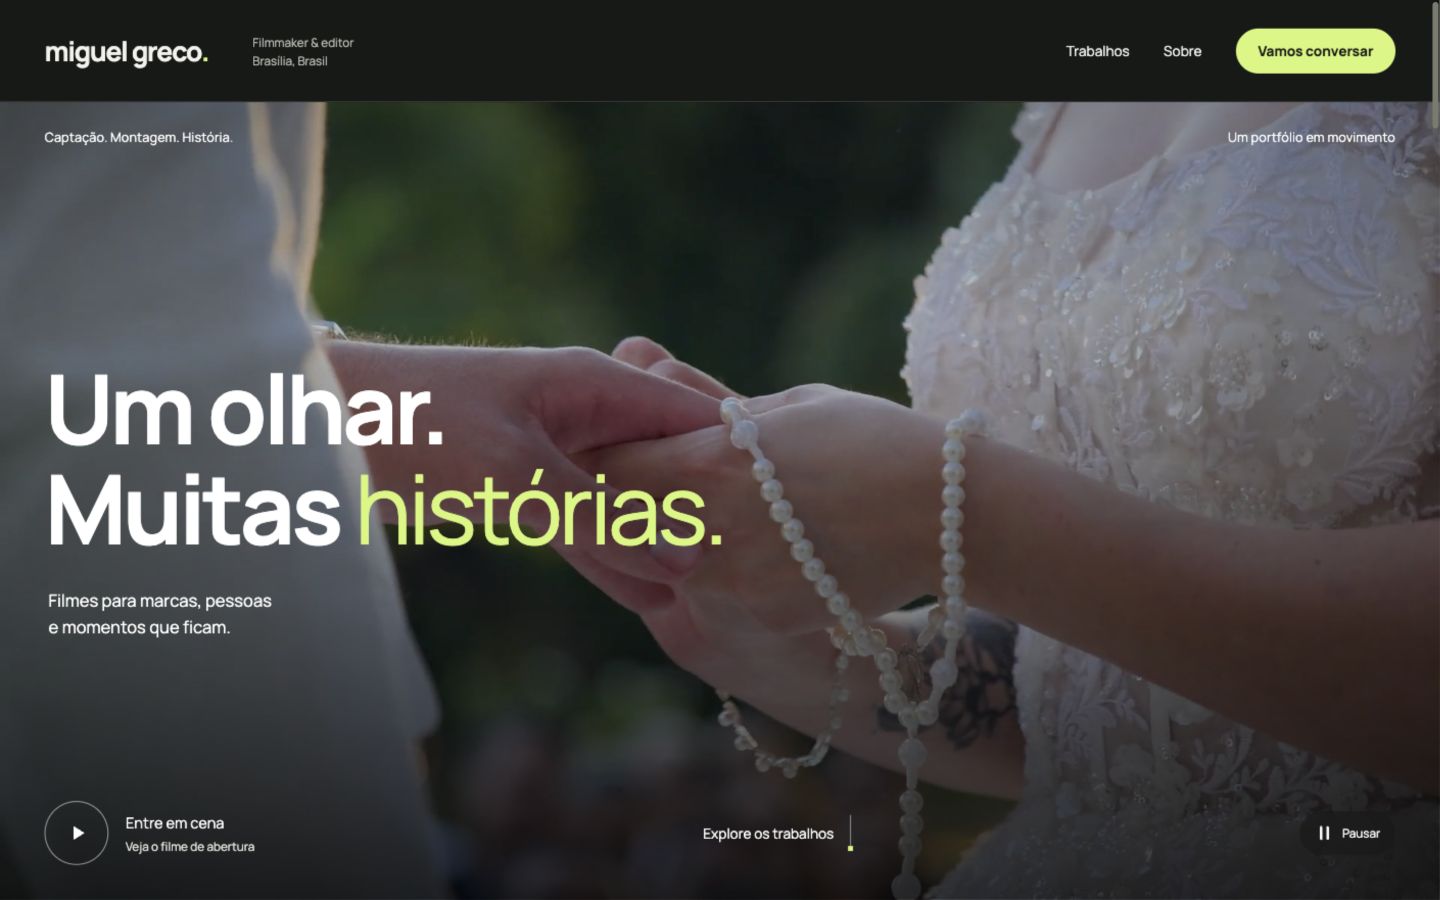 miguel greco.
Filmmaker & editor
Brasília, Brasil
Trabalhos
Sobre
Vamos conversar
Captação. Montagem. História.
Um portfólio em movimento
Um olhar.
Muitas histórias.
Filmes para marcas, pessoas
e momentos que ficam.
Entre em cena
Veja o filme de abertura
Explore os trabalhos
Pausar